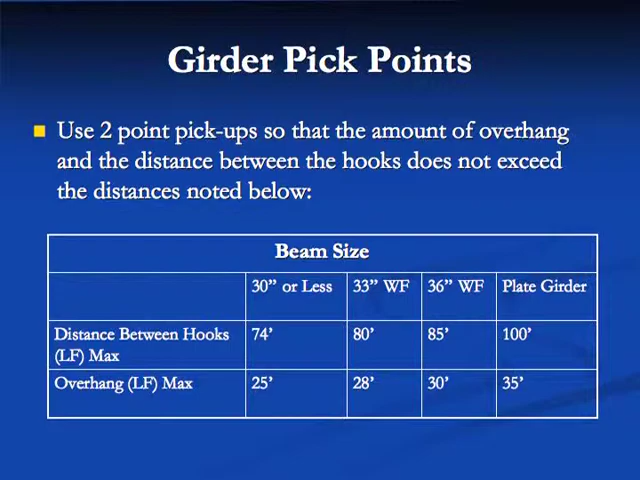 Girder Pick Points
Use 2 point pick-ups so that the amount of overhang
and the distance between the hooks does not exceed
the distances noted below:
Beam Size
30” or Less 33” WF 36” WF Plate Girder
Distance Between Hooks 74’ 80’ 85’ 100’
(LF) Max
Overhang (LF) Max 25’ 28’ 30’ 35’